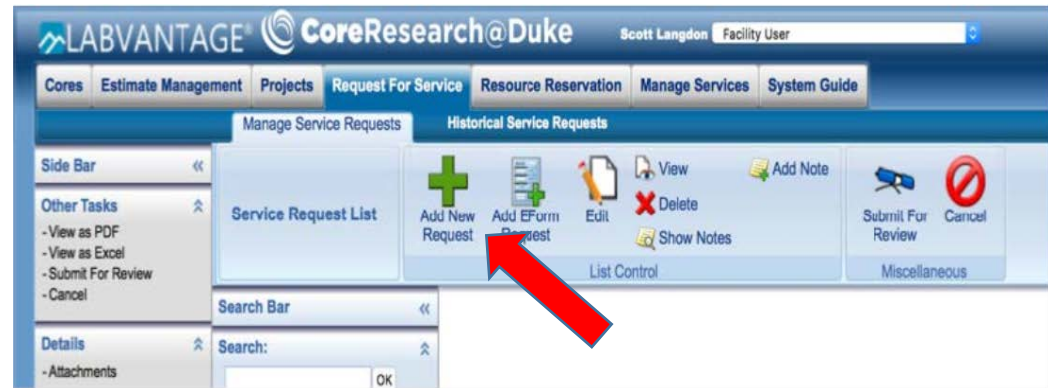 LABVANTAGE® CoreResearch@Duke Scott Langdon Facility User
Cores Estimate Management Projects Request For Service Resource Reservation Manage Services System Guide
Manage Service Requests Historical Service Requests
Side Bar «
Other Tasks
- View as PDF
- View as Excel
- Submit For Review
- Cancel
Details
- Attachments
Service Request List
Add New
Request
Add EForm
Request
Edit
View
Delete
Show Notes
Add Note
List Control
Submit For
Review
Cancel
Miscellaneous
Search Bar «
Search:
OK